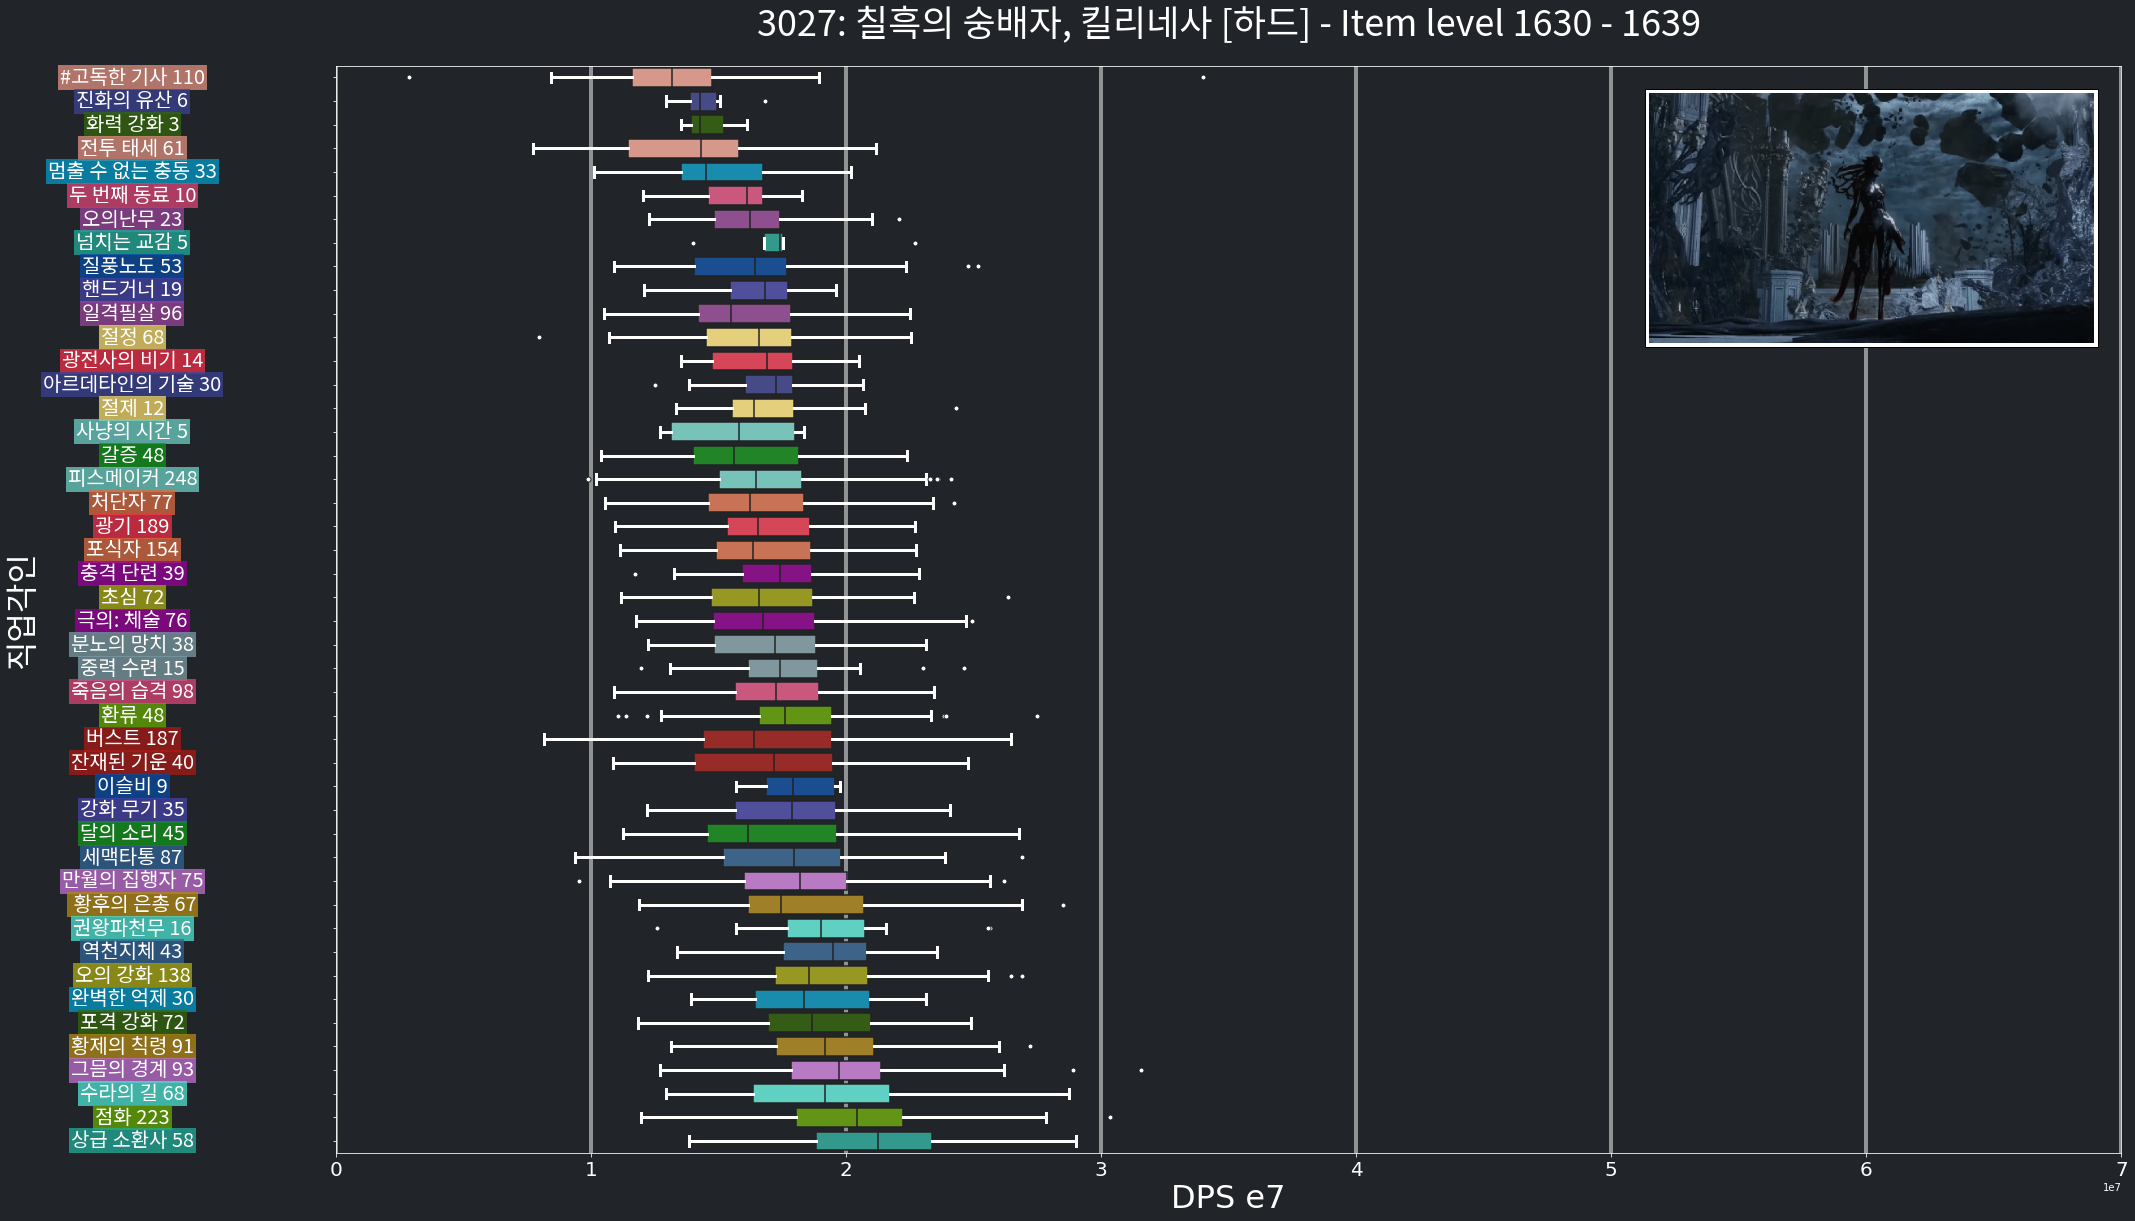 3027: 칠흑의 숭배자, 킬리네사 [하드] - Item level 1630 - 1639
#고독한 기사 110
진화의 유산 6
화력 강화 3
전투 태세 61
멈출 수 없는 충동 33
두 번째 동료 10
오의난무 23
넘치는 교감 5
질풍노도 53
핸드거너 19
일격필살 96
절정 68
광전사의 비기 14
아르데타인의 기술 30
절제 12
사냥의 시간 5
갈증 48
피스메이커 248
처단자 77
광기 189
포식자 154
충격 단련 39
초심 72
극의: 체술 76
분노의 망치 38
중력 수련 15
죽음의 습격 98
환류 48
버스트 187
잔재된 기운 40
이슬비 9
강화 무기 35
달의 소리 45
세맥타통 87
만월의 집행자 75
황후의 은총 67
권왕파천무 16
역천지체 43
오의 강화 138
완벽한 억제 30
포격 강화 72
황제의 칙령 91
그믐의 경계 93
수라의 길 68
점화 223
상급 소환사 58
직업각인
0 1 2 3 4 5 6 7
1e7
DPS e7